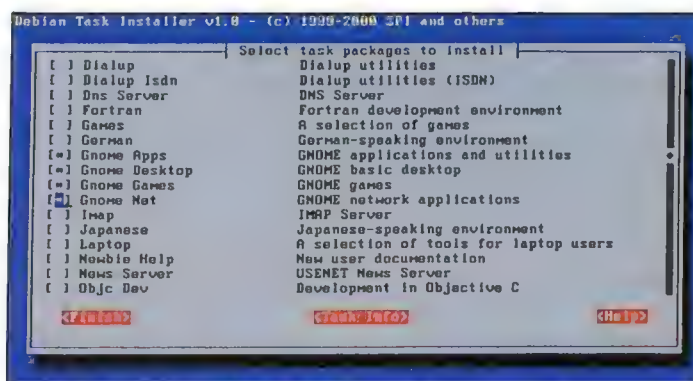 Debian Task Installer v1.0 - (c) 1999-2000 SPI and others
Select task packages to install
[ ] Dialup Dialup utilities
[ ] Dialup Isdn Dialup utilities (ISDN)
[ ] Dns Server DNS Server
[ ] Fortran Fortran development environment
[ ] Games A selection of games
[ ] German German-speaking environment
[*] Gnome Apps GNOME applications and utilities
[*] Gnome Desktop GNOME basic desktop
[*] Gnome Games GNOME games
[*] Gnome Net GNOME network applications
[ ] Imap IMAP Server
[ ] Japanese Japanese-speaking environment
[ ] Laptop A selection of tools for laptop users
[ ] Newbie Help New user documentation
[ ] News Server USENET News Server
[ ] Objc Dev Development in Objective C
<Finish> <Task Info> <Help>